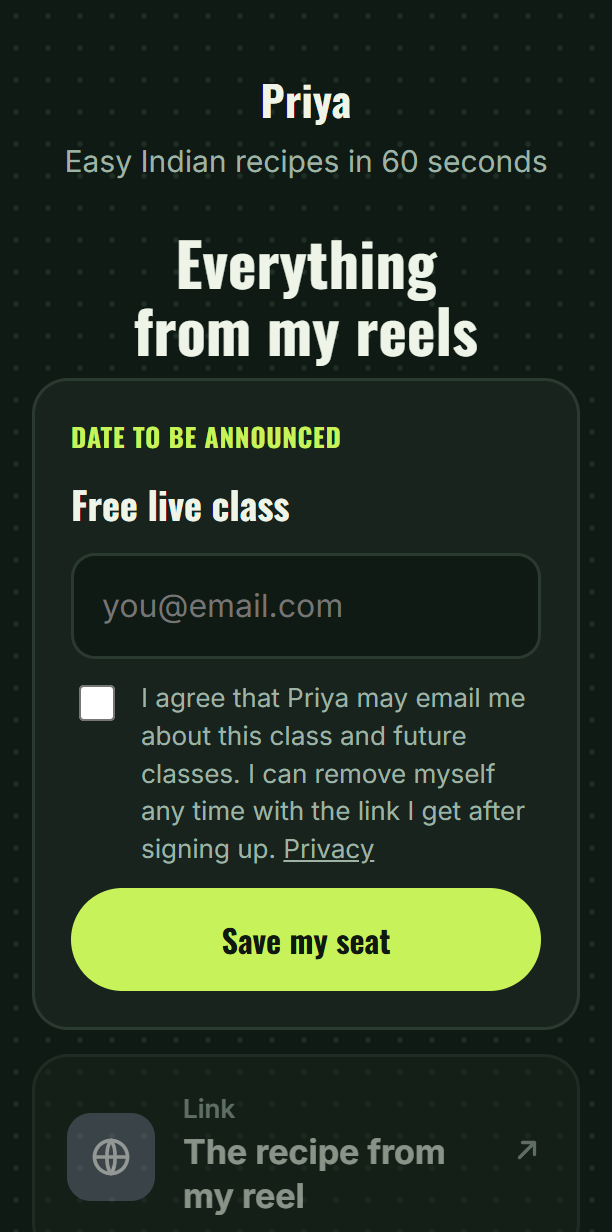 Priya
Easy Indian recipes in 60 seconds
Everything
from my reels
DATE TO BE ANNOUNCED
Free live class
you@email.com
I agree that Priya may email me
about this class and future
classes. I can remove myself
any time with the link I get after
signing up. Privacy
Save my seat
Link
The recipe from
my reel